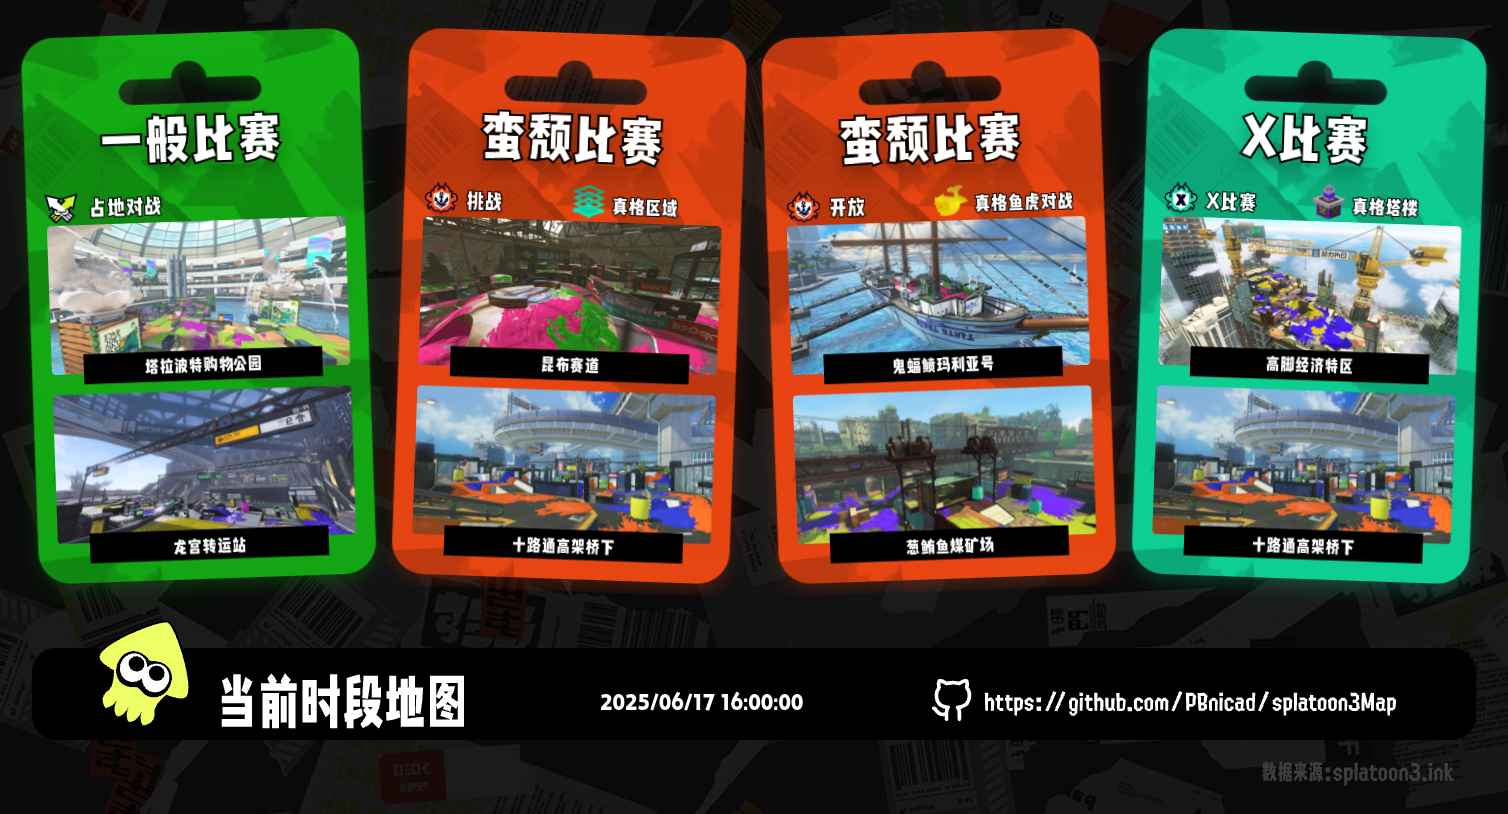 一般比赛
占地对战
塔拉波特购物公园
龙宫转运站
蛮颓比赛
挑战
真格区域
昆布赛道
十路通高架桥下
蛮颓比赛
开放
真格鱼虎对战
鬼蝠鲼玛利亚号
葱鲔鱼煤矿场
X比赛
X比赛
真格塔楼
高脚经济特区
十路通高架桥下
当前时段地图
2025/06/17 16:00:00
https://github.com/PBnicad/splatoon3Map
数据来源:splatoon3.ink